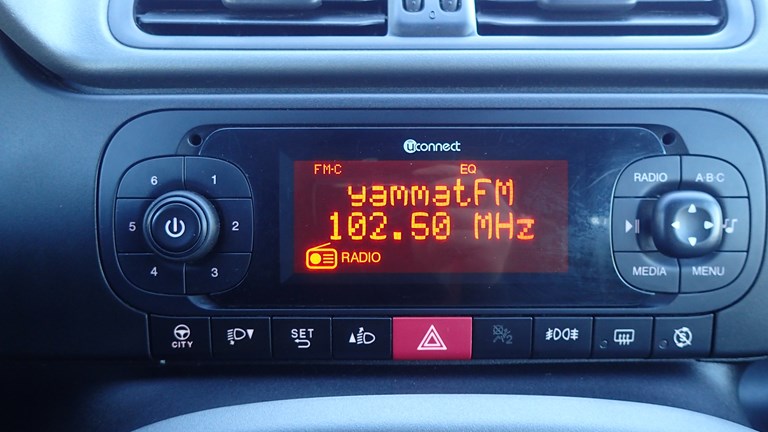 uconnect
FM-C EQ
yammatFM
102.50 MHz
RADIO
6 1
5 2
4 3
RADIO A·B·C
MEDIA MENU
CITY
SET
2